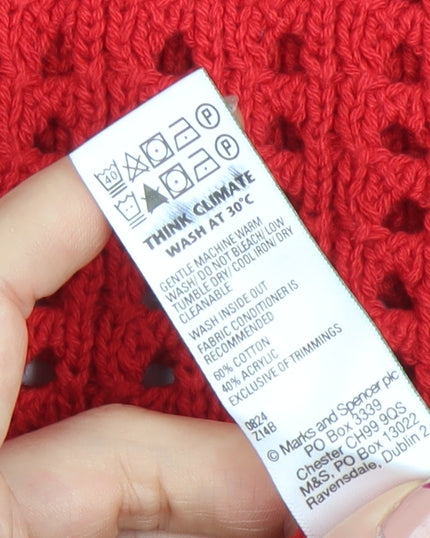 40 P
P
THINK CLIMATE
WASH AT 30°C
GENTLE MACHINE WARM
WASH/ DO NOT BLEACH/ LOW
TUMBLE DRY/ COOL IRON/ DRY
CLEANABLE
WASH INSIDE OUT
FABRIC CONDITIONER IS
RECOMMENDED
60% COTTON
40% ACRYLIC
EXCLUSIVE OF TRIMMINGS
0824
Z14B
© Marks and Spencer plc
PO Box 3339
Chester CH99 9QS
M&S, PO Box 13022
Ravensdale, Dublin 2